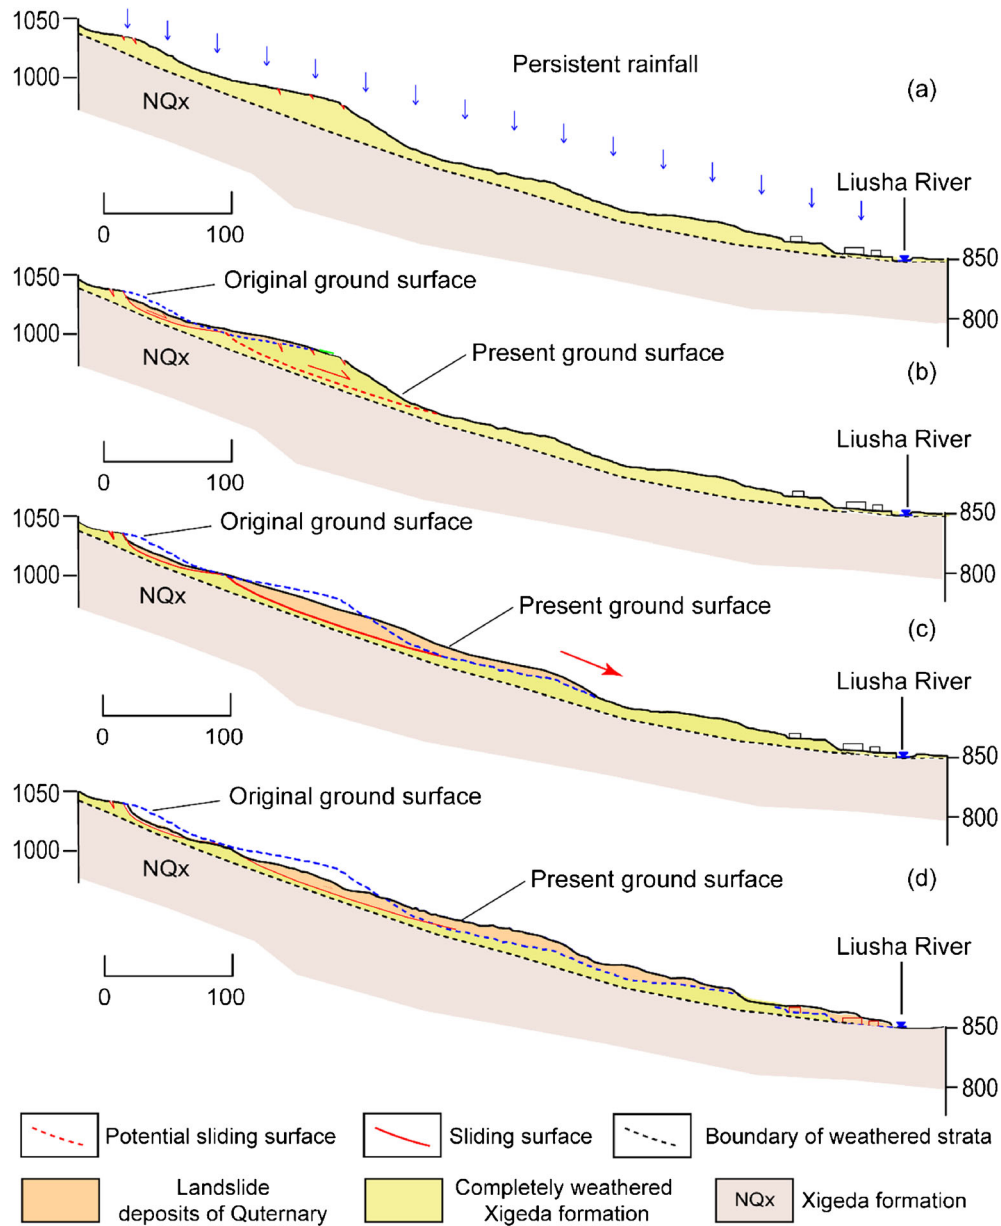 1050
1000
Persistent rainfall
(a)
NQx
Liusha River
0 100
850
800
1050
1000
Original ground surface
NQx
Present ground surface
(b)
Liusha River
0 100
850
800
1050
1000
Original ground surface
NQx
Present ground surface
(c)
Liusha River
0 100
850
800
1050
1000
Original ground surface
NQx
Present ground surface
(d)
Liusha River
0 100
850
800
Potential sliding surface
Sliding surface
Boundary of weathered strata
Landslide
deposits of Quternary
Completely weathered
Xigeda formation
NQx Xigeda formation